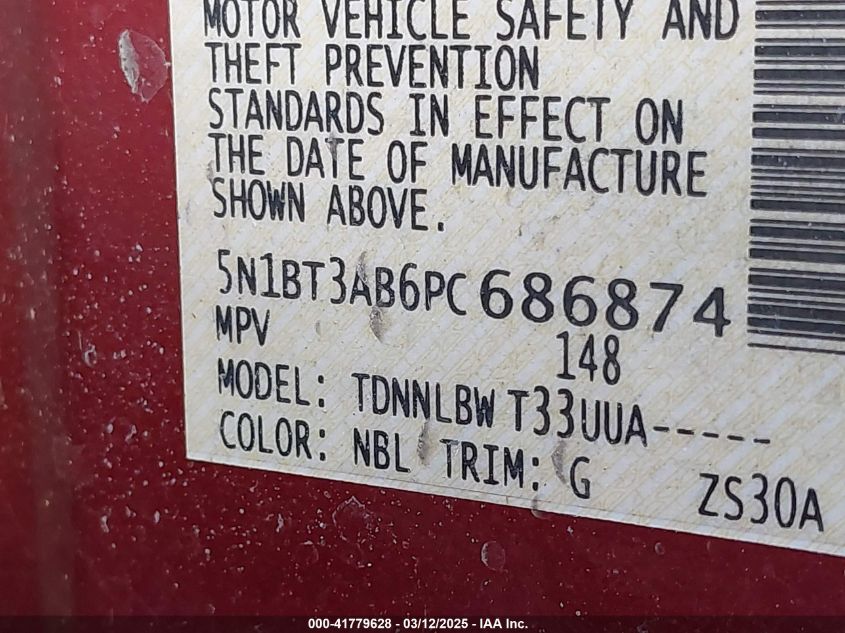 MOTOR VEHICLE SAFETY AND
THEFT PREVENTION
STANDARDS IN EFFECT ON
THE DATE OF MANUFACTURE
SHOWN ABOVE.
5N1BT3AB6PC686874
MPV 148
MODEL: TDNNLBW T33UUA-----
COLOR: NBL TRIM: G ZS30A
000-41779628 - 03/12/2025 - IAA Inc.